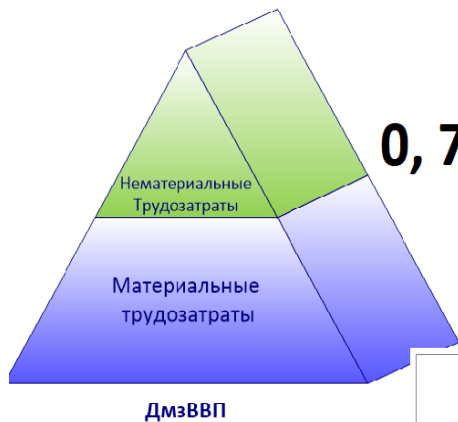 0, 7
Нематериальные
Трудозатраты
Материальные
трудозатраты
ДмзВВП